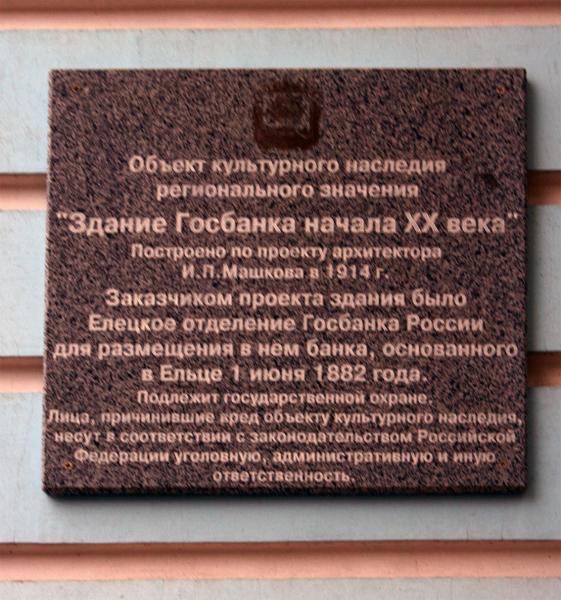 Объект культурного наследия
регионального значения
"Здание Госбанка начала XX века"
Построено по проекту архитектора
И.П.Машкова в 1914 г.
Заказчиком проекта здания было
Елецкое отделение Госбанка России
для размещения в нем банка, основанного
в Ельце 1 июня 1882 года.
Подлежит государственной охране.
Лица, причинившие вред объекту культурного наследия,
несут в соответствии с законодательством Российской
Федерации уголовную, административную и иную
ответственность.